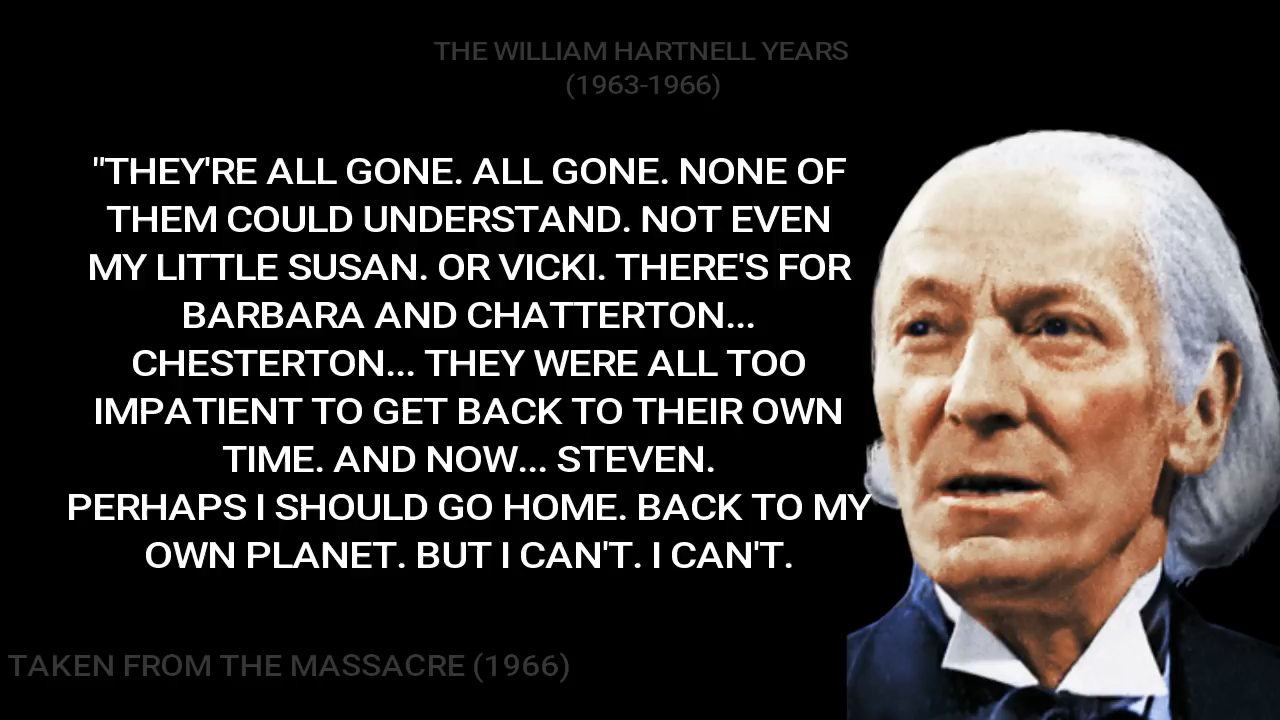 THE WILLIAM HARTNELL YEARS
(1963-1966)
"THEY'RE ALL GONE. ALL GONE. NONE OF
THEM COULD UNDERSTAND. NOT EVEN
MY LITTLE SUSAN. OR VICKI. THERE'S FOR
BARBARA AND CHATTERTON...
CHESTERTON... THEY WERE ALL TOO
IMPATIENT TO GET BACK TO THEIR OWN
TIME. AND NOW... STEVEN.
PERHAPS I SHOULD GO HOME. BACK TO MY
OWN PLANET. BUT I CAN'T. I CAN'T.
TAKEN FROM THE MASSACRE (1966)